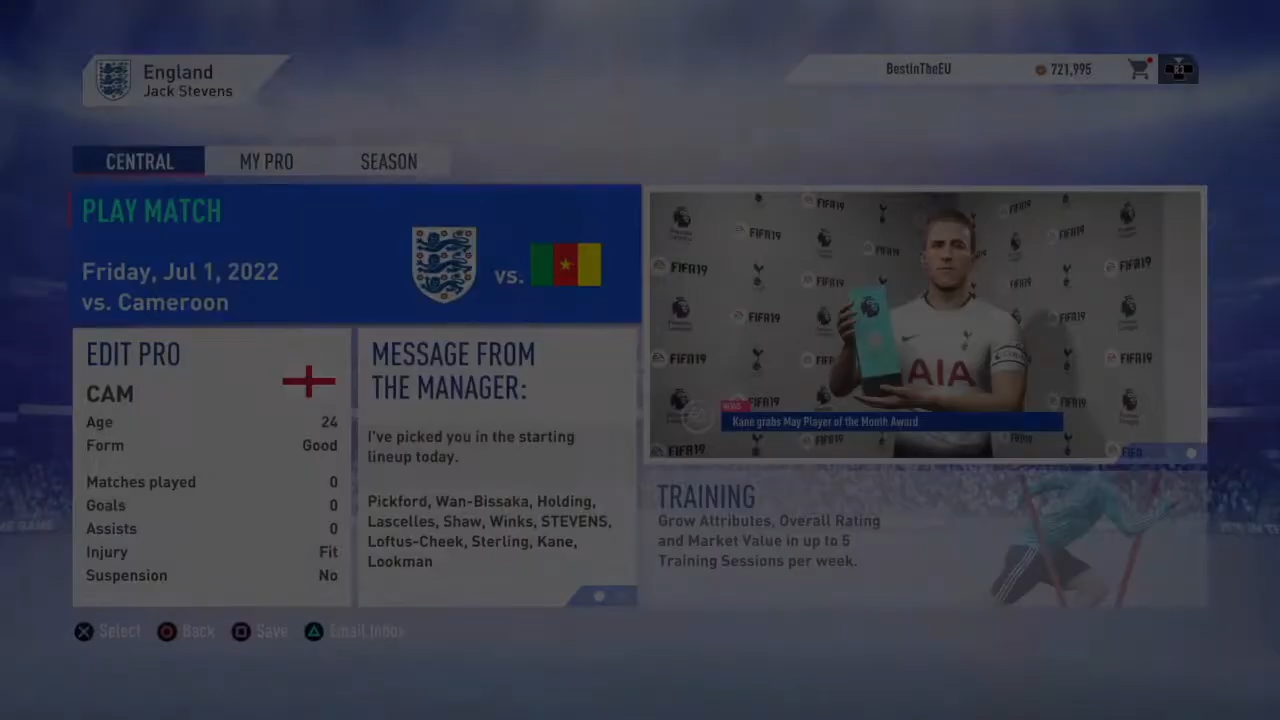 England
Jack Stevens
BestinTheEU
721,995
CENTRAL
MY PRO
SEASON
PLAY MATCH
Friday, Jul 1, 2022
vs. Cameroon
vs.
EDIT PRO
CAM
Age 24
Form Good
Matches played 0
Goals 0
Assists 0
Injury Fit
Suspension No
MESSAGE FROM
THE MANAGER:
I've picked you in the starting
lineup today.
Pickford, Wan-Bissaka, Holding,
Lascelles, Shaw, Winks, STEVENS,
Loftus-Cheek, Sterling, Kane,
Lookman
FIFA19
AIA
NEWS
Kane grabs May Player of the Month Award
TRAINING
Grow Attributes, Overall Rating
and Market Value in up to 5
Training Sessions per week.
Select
Back
Save
Email Inbox